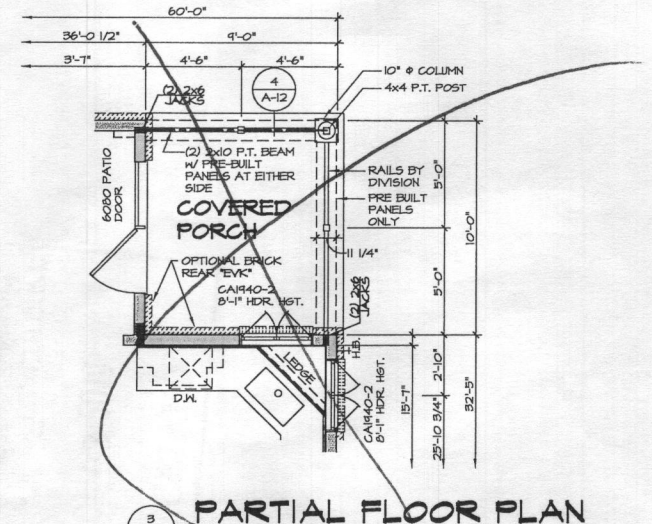 60'-0"
36'-0 1/2"
9'-0"
3'-7"
4'-6"
4'-6"
4
A-12
10" Φ COLUMN
4x4 P.T. POST
(2) 2x6
JACKS
(2) 2x10 P.T. BEAM
W/ PRE-BUILT
PANELS AT EITHER
SIDE
6080 PATIO
DOOR
RAILS BY
DIVISION
PRE BUILT
PANELS
ONLY
5'-0"
10'-0"
5'-0"
COVERED
PORCH
11 1/4"
OPTIONAL BRICK
REAR "EVK"
CA1940-2
8'-1" HDR. HGT.
(2) 2x6
JACKS
H.B.
LEDGE
D.W.
CA1940-2
8'-1" HDR. HGT.
15'-7"
2'-10"
25'-10 3/4"
32'-5"
3
PARTIAL FLOOR PLAN